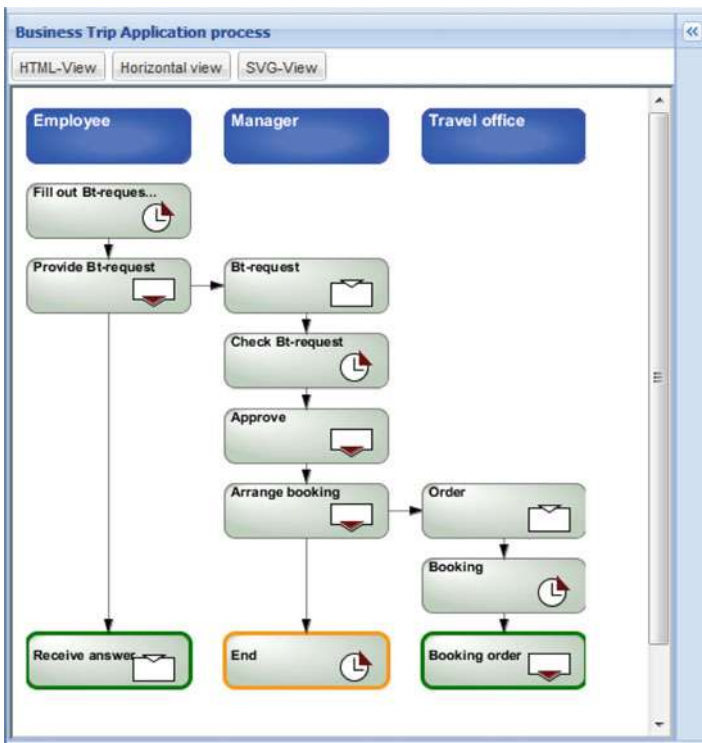 Business Trip Application process
HTML-View Horizontal view SVG-View
Employee Manager Travel office
Fill out Bt-reques...
Provide Bt-request Bt-request
Check Bt-request
Approve
Arrange booking Order
Booking
Receive answer End Booking order